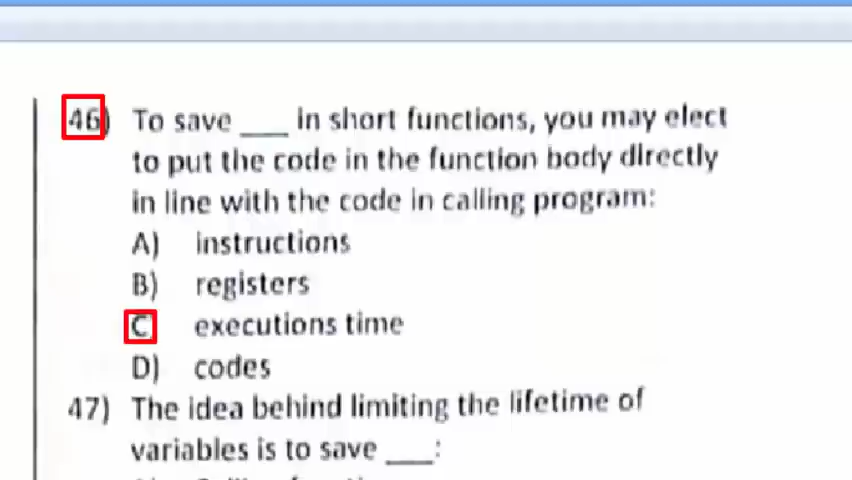 46) To save ___ in short functions, you may elect
to put the code in the function body directly
in line with the code in calling program:
A) instructions
B) registers
C executions time
D) codes
47) The idea behind limiting the lifetime of
variables is to save ___: